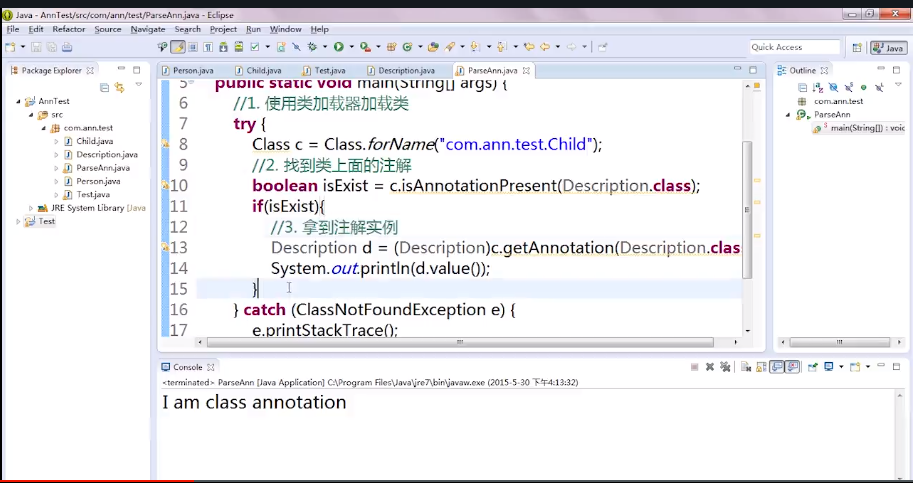 Java - AnnTest/src/com/ann/test/ParseAnn.java - Eclipse
File Edit Refactor Source Navigate Search Project Run Window Help
Quick Access
Java
Package Explorer
AnnTest
src
com.ann.test
Child.java
Description.java
ParseAnn.java
Person.java
Test.java
JRE System Library [Java
Test
Person.java Child.java Test.java Description.java ParseAnn.java
5 public static void main(String[] args) {
6 //1. 使用类加载器加载类
7 try {
8 Class c = Class.forName("com.ann.test.Child");
9 //2. 找到类上面的注解
10 boolean isExist = c.isAnnotationPresent(Description.class);
11 if(isExist){
12 //3. 拿到注解实例
13 Description d = (Description)c.getAnnotation(Description.clas
14 System.out.println(d.value());
15 }
16 } catch (ClassNotFoundException e) {
17 e.printStackTrace();
Outline
com.ann.test
ParseAnn
main(String[]) : voic
Console
<terminated> ParseAnn [Java Application] C:\Program Files\Java\jre7\bin\javaw.exe (2015-5-30 下午4:13:32)
I am class annotation